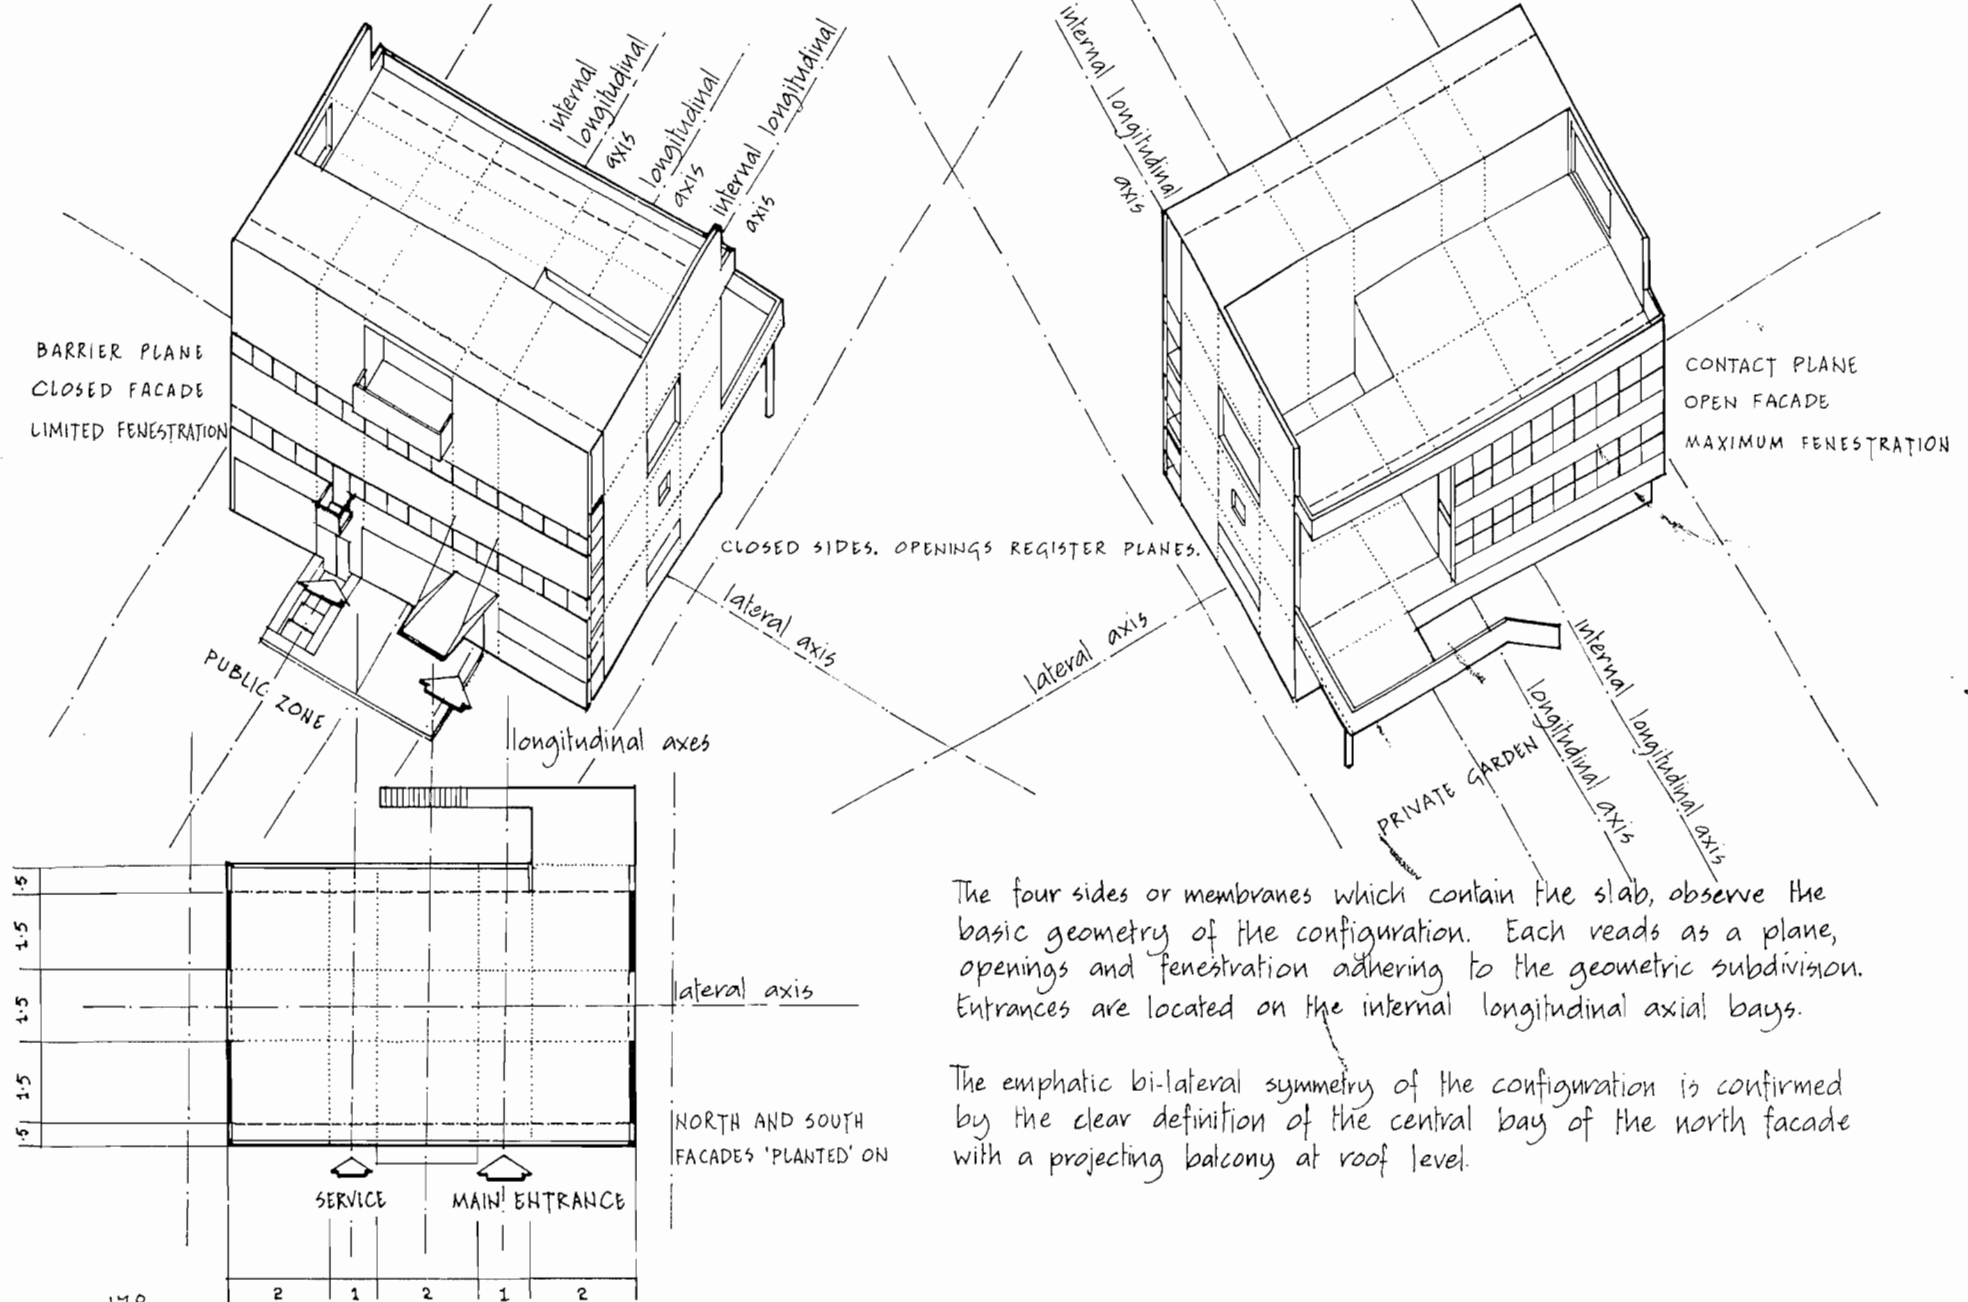 internal
longitudinal
axis
longitudinal
axis
internal longitudinal
axis
internal longitudinal
axis
BARRIER PLANE
CLOSED FACADE
LIMITED FENESTRATION
CONTACT PLANE
OPEN FACADE
MAXIMUM FENESTRATION
CLOSED SIDES. OPENINGS REGISTER PLANES.
lateral axis
lateral axis
PUBLIC ZONE
longitudinal axes
internal longitudinal axis
longitudinal axis
PRIVATE GARDEN
The four sides or membranes which contain the slab, observe the
basic geometry of the configuration. Each reads as a plane,
openings and fenestration adhering to the geometric subdivision.
Entrances are located on the internal longitudinal axial bays.
The emphatic bi-lateral symmetry of the configuration is confirmed
by the clear definition of the central bay of the north facade
with a projecting balcony at roof level.
.5
1.5
1.5
1.5
.5
lateral axis
NORTH AND SOUTH
FACADES 'PLANTED' ON
SERVICE
MAIN ENTRANCE
2 1 2 1 2